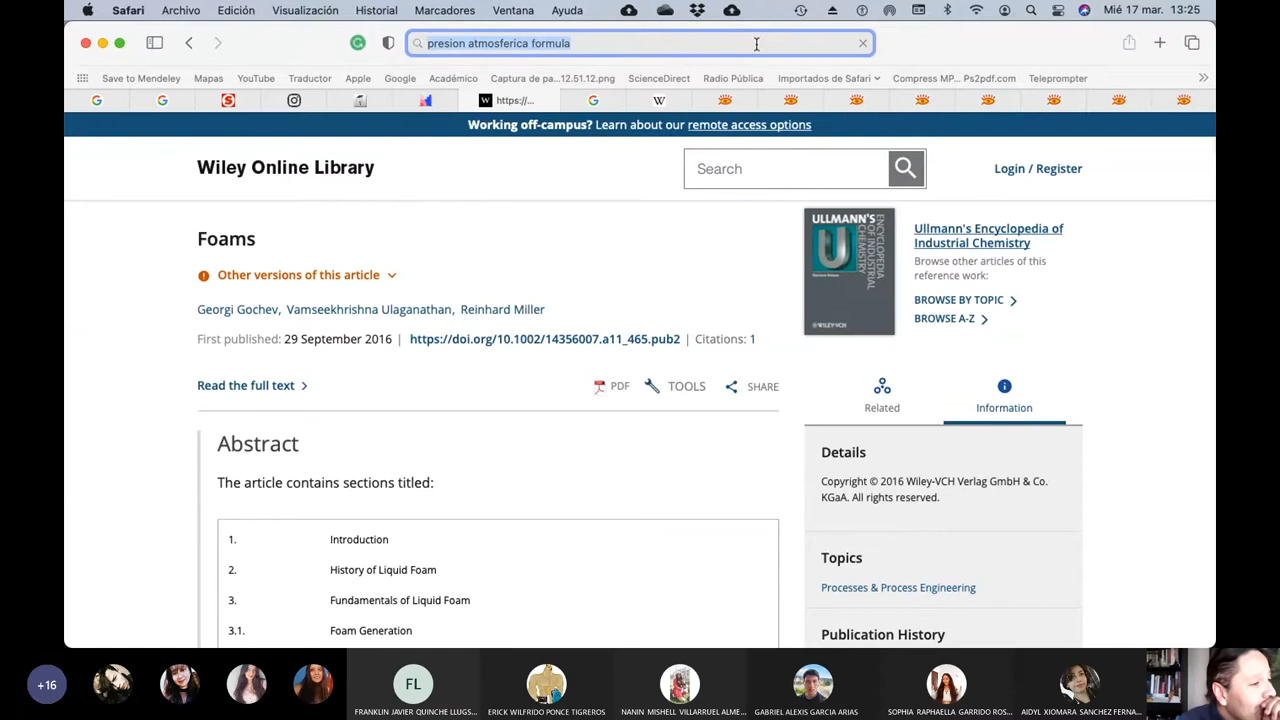 Safari Archivo Edición Visualización Historial Marcadores Ventana Ayuda Mié 17 mar. 13:25
presion atmosferica formula
Save to Mendeley Mapas YouTube Traductor Apple Google Académico Captura de pa...12.51.12.png ScienceDirect Radio Pública Importados de Safari Compress MP... Ps2pdf.com Teleprompter
https://...
Working off-campus? Learn about our remote access options
Wiley Online Library
Search
Login / Register
Foams
Other versions of this article
Georgi Gochev, Vamseekhrishna Ulaganathan, Reinhard Miller
First published: 29 September 2016 | https://doi.org/10.1002/14356007.a11_465.pub2 | Citations: 1
Read the full text
PDF TOOLS SHARE
Abstract
The article contains sections titled:
1. Introduction
2. History of Liquid Foam
3. Fundamentals of Liquid Foam
3.1. Foam Generation
ULLMANN'S
ENCYCLOPEDIA
OF INDUSTRIAL
CHEMISTRY
WILEY-VCH
Ullmann's Encyclopedia of
Industrial Chemistry
Browse other articles of this
reference work:
BROWSE BY TOPIC
BROWSE A-Z
Related Information
Details
Copyright © 2016 Wiley-VCH Verlag GmbH & Co.
KGaA. All rights reserved.
Topics
Processes & Process Engineering
Publication History
+16
FL
FRANKLIN JAVIER QUINCHE LLUGS...
ERICK WILFRIDO PONCE TIGREROS
NANIN MISHELL VILLARRUEL ALME...
GABRIEL ALEXIS GARCIA ARIAS
SOPHIA RAPHAELLA GARRIDO ROS...
AIDYL XIOMARA SANCHEZ FERNA...